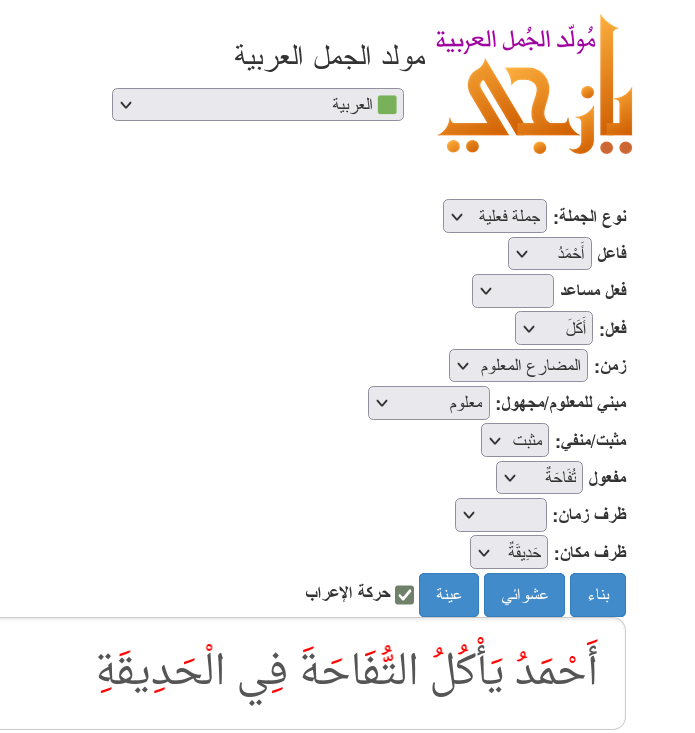 مُولّد الجُمل العربية
يازجي
مولد الجمل العربية
العربية
نوع الجملة: جملة فعلية
فاعل أَحْمَدُ
فعل مساعد
فعل: أَكَلَ
زمن: المضارع المعلوم
مبني للمعلوم/مجهول: معلوم
مثبت/منفي: مثبت
مفعول تُفَاحَةٌ
ظرف زمان:
ظرف مكان: حَدِيقَةٌ
بناء عشوائي عينة حركة الإعراب
أَحْمَدُ يَأْكُلُ التُّفَاحَةَ فِي الْحَدِيقَةِ